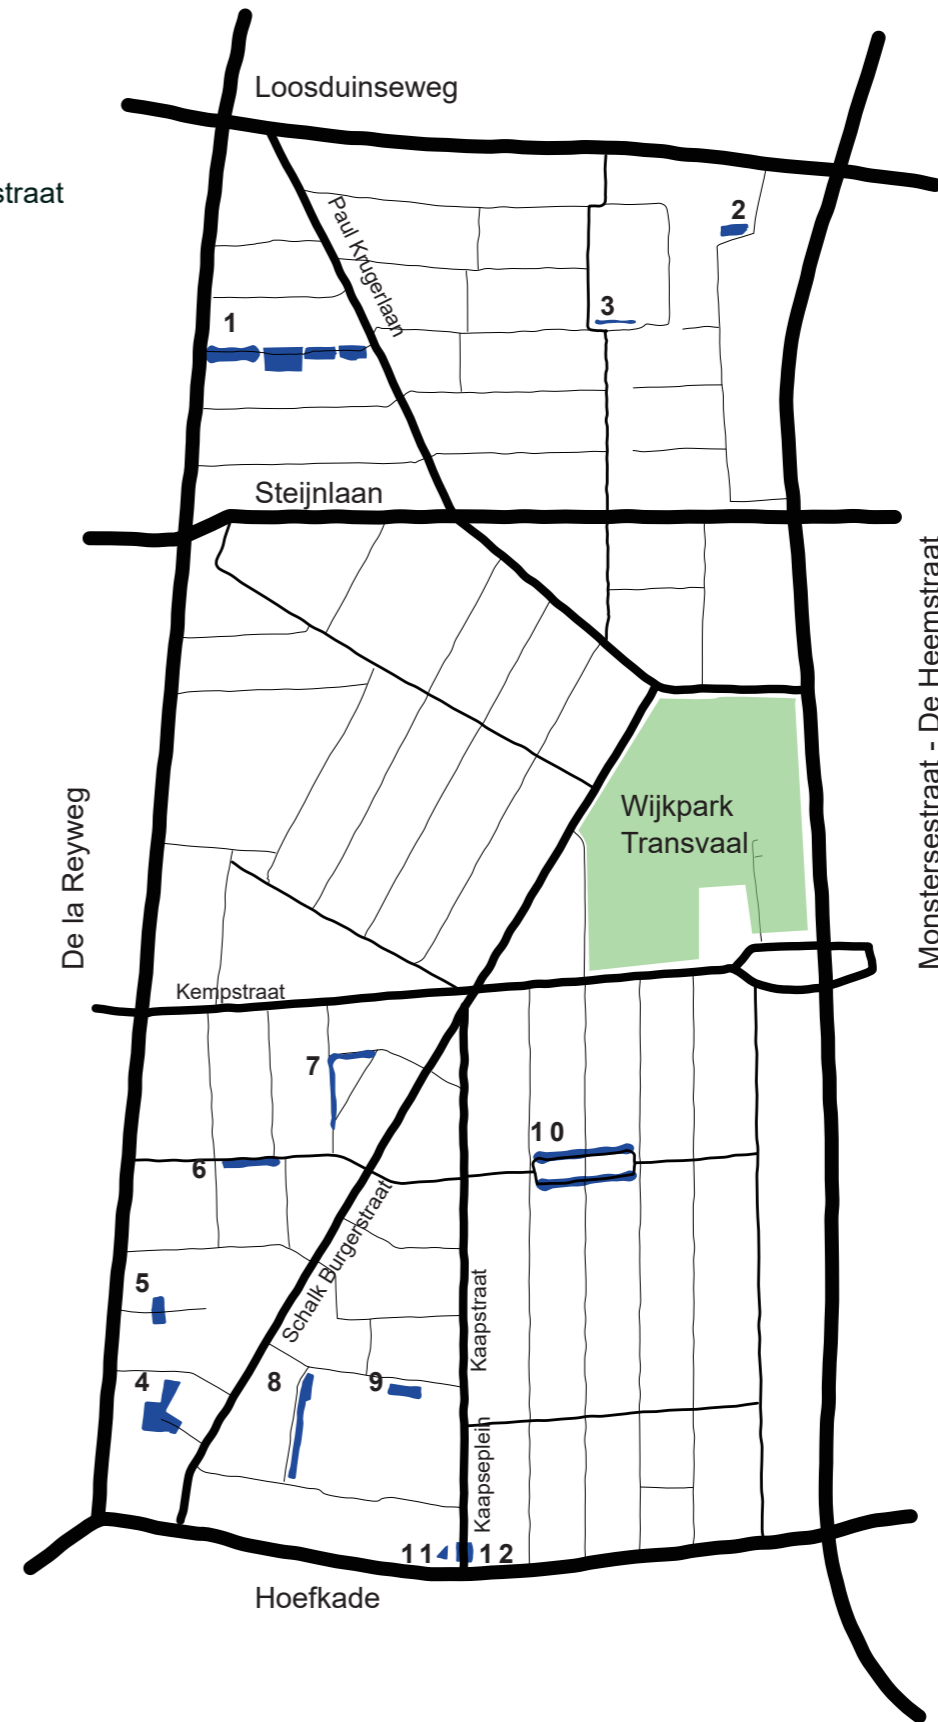 Loosduinseweg
straat
2
Paul Krugerlaan
3
1
Steijnlaan
Monstersestraat - De Heemstraat
Wijkpark
Transvaal
De la Reyweg
Kempstraat
7
10
6
Schalk Burgerstraat
5
Kaapstraat
4
8
9
Kaapseplein
11
12
Hoefkade